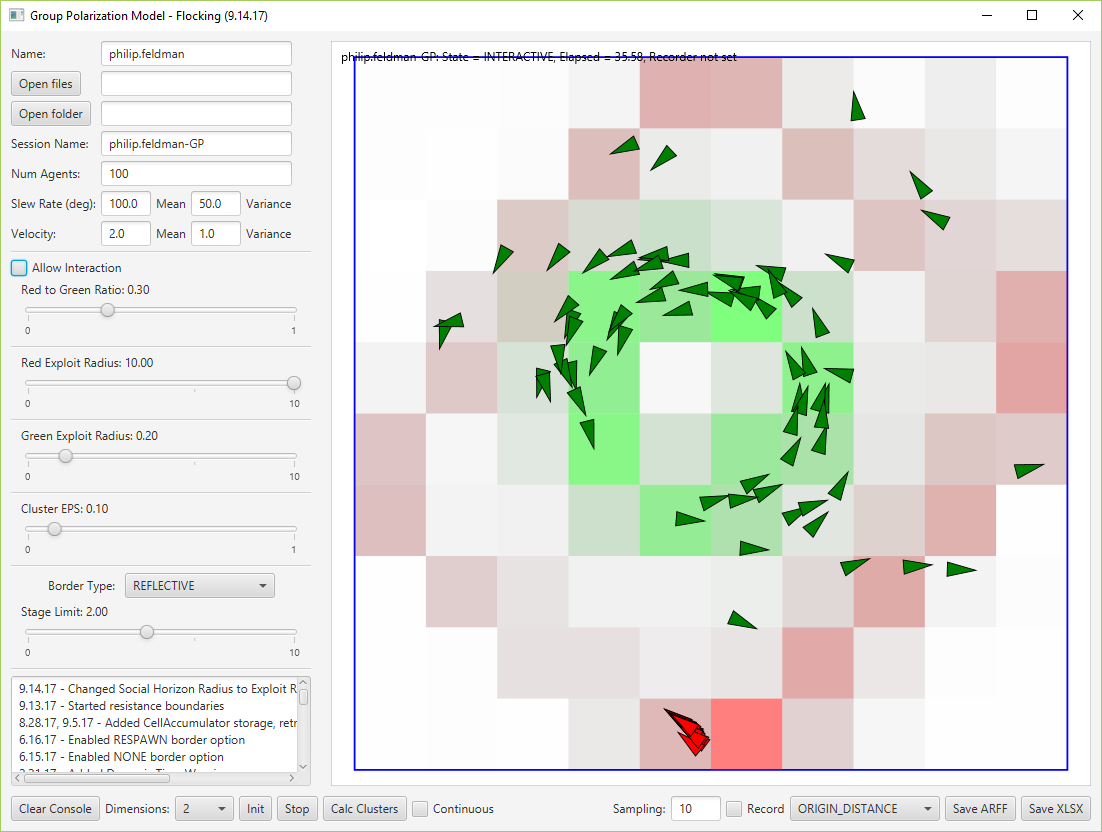 Group Polarization Model - Flocking (9.14.17)
Name: philip.feldman
Open files
Open folder
Session Name: philip.feldman-GP
Num Agents: 100
Slew Rate (deg): 100.0 Mean 50.0 Variance
Velocity: 2.0 Mean 1.0 Variance
Allow Interaction
Red to Green Ratio: 0.30
0 1
Red Exploit Radius: 10.00
0 10
Green Exploit Radius: 0.20
0 10
Cluster EPS: 0.10
0 1
Border Type: REFLECTIVE
Stage Limit: 2.00
0 10
9.14.17 - Changed Social Horizon Radius to Exploit R
9.13.17 - Started resistance boundaries
8.28.17, 9.5.17 - Added CellAccumulator storage, retr
6.16.17 - Enabled RESPAWN border option
6.15.17 - Enabled NONE border option
philip.feldman-GP: State = INTERACTIVE, Elapsed = 35.58, Recorder not set
Clear Console Dimensions: 2 Init Stop Calc Clusters Continuous Sampling: 10 Record ORIGIN_DISTANCE Save ARFF Save XLSX